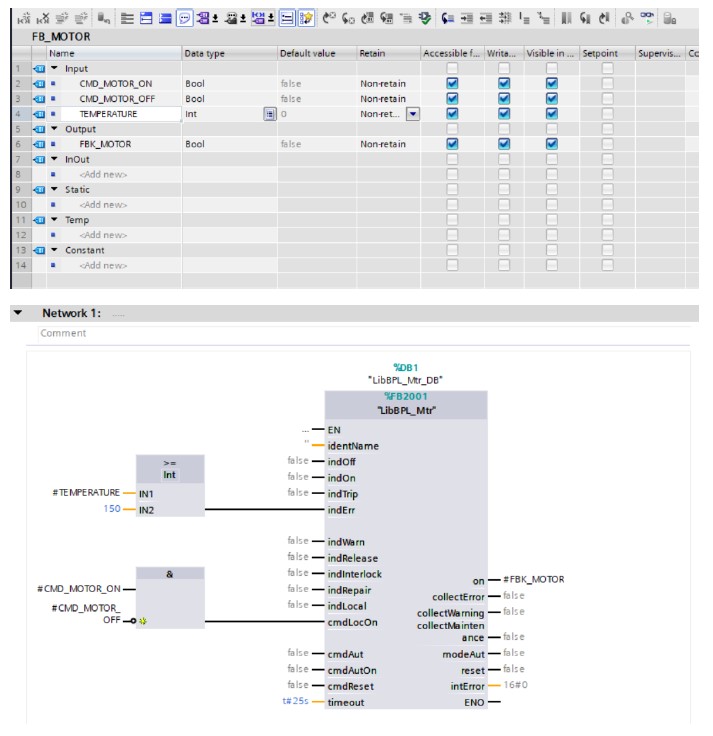 FB_MOTOR
Name Data type Default value Retain Accessible f... Writa... Visible in ... Setpoint Supervis... Co
1 Input
2 CMD_MOTOR_ON Bool false Non-retain
3 CMD_MOTOR_OFF Bool false Non-retain
4 TEMPERATURE Int 0 Non-ret...
5 Output
6 FBK_MOTOR Bool false Non-retain
7 InOut
8 <Add new>
9 Static
10 <Add new>
11 Temp
12 <Add new>
13 Constant
14 <Add new>
Network 1: ....
Comment
%DB1
"LibBPL_Mtr_DB"
%FB2001
"LibBPL_Mtr"
... EN
'' identName
false indOff
false indOn
false indTrip
indErr
>=
Int
#TEMPERATURE IN1
150 IN2
false indWarn
false indRelease
false indInterlock
false indRepair
false indLocal
cmdLocOn
&
#CMD_MOTOR_ON
#CMD_MOTOR_
OFF
false cmdAut
false cmdAutOn
false cmdReset
t#25s timeout
on #FBK_MOTOR
collectError false
collectWarning false
collectMainten
ance false
modeAut false
reset false
intError 16#0
ENO